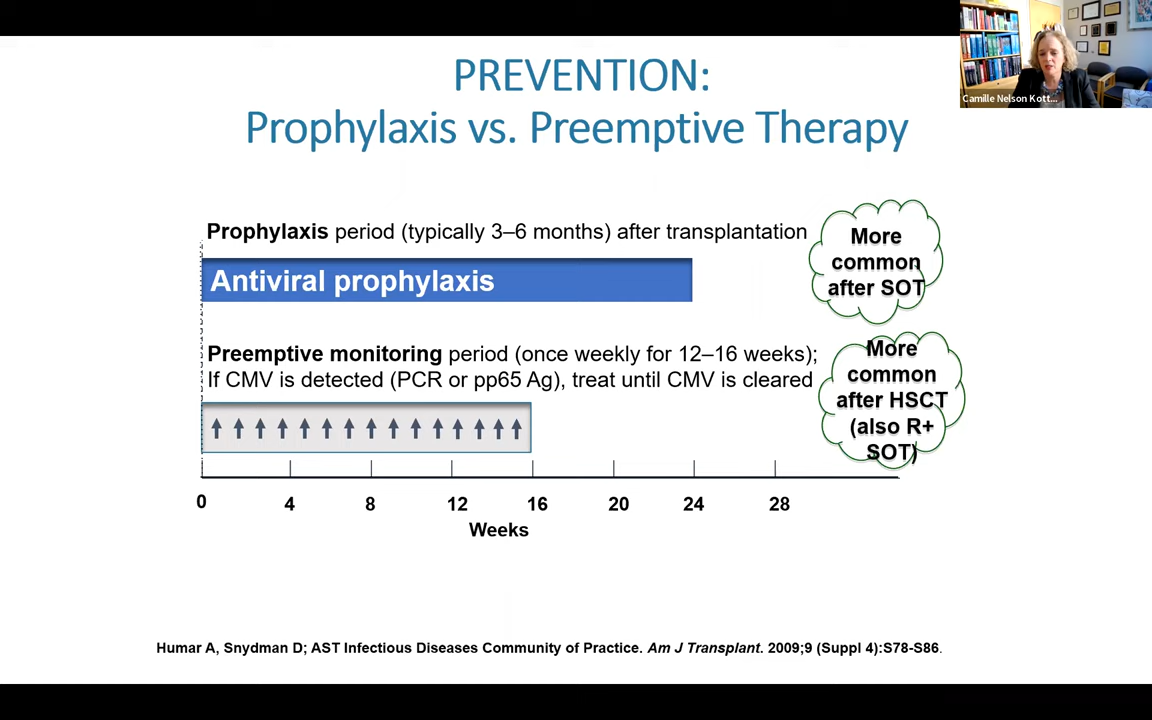 PREVENTION:
Prophylaxis vs. Preemptive Therapy
Camille Nelson Kott...
Prophylaxis period (typically 3–6 months) after transplantation
Antiviral prophylaxis
More
common
after SOT
Preemptive monitoring period (once weekly for 12–16 weeks);
If CMV is detected (PCR or pp65 Ag), treat until CMV is cleared
More
common
after HSCT
(also R+
SOT)
0 4 8 12 16 20 24 28
Weeks
Humar A, Snydman D; AST Infectious Diseases Community of Practice. Am J Transplant. 2009;9 (Suppl 4):S78-S86.